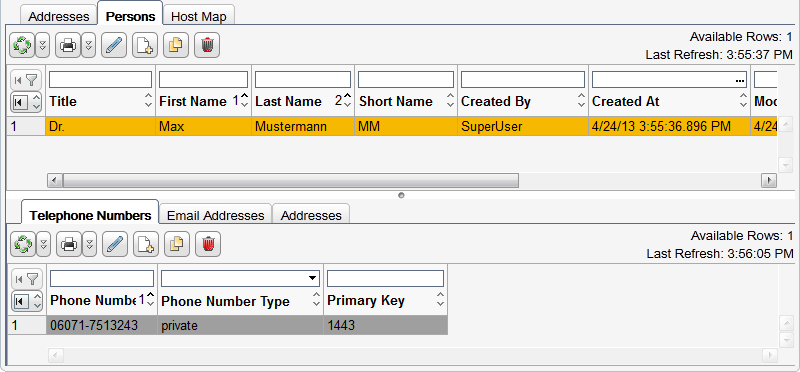 Addresses Persons Host Map
Available Rows: 1
Last Refresh: 3:55:37 PM
...
Title First Name 1 Last Name 2 Short Name Created By Created At Moc
1 Dr. Max Mustermann MM SuperUser 4/24/13 3:55:36.896 PM 4/24
Telephone Numbers Email Addresses Addresses
Available Rows: 1
Last Refresh: 3:56:05 PM
Phone Numbe 1 Phone Number Type Primary Key
1 06071-7513243 private 1443